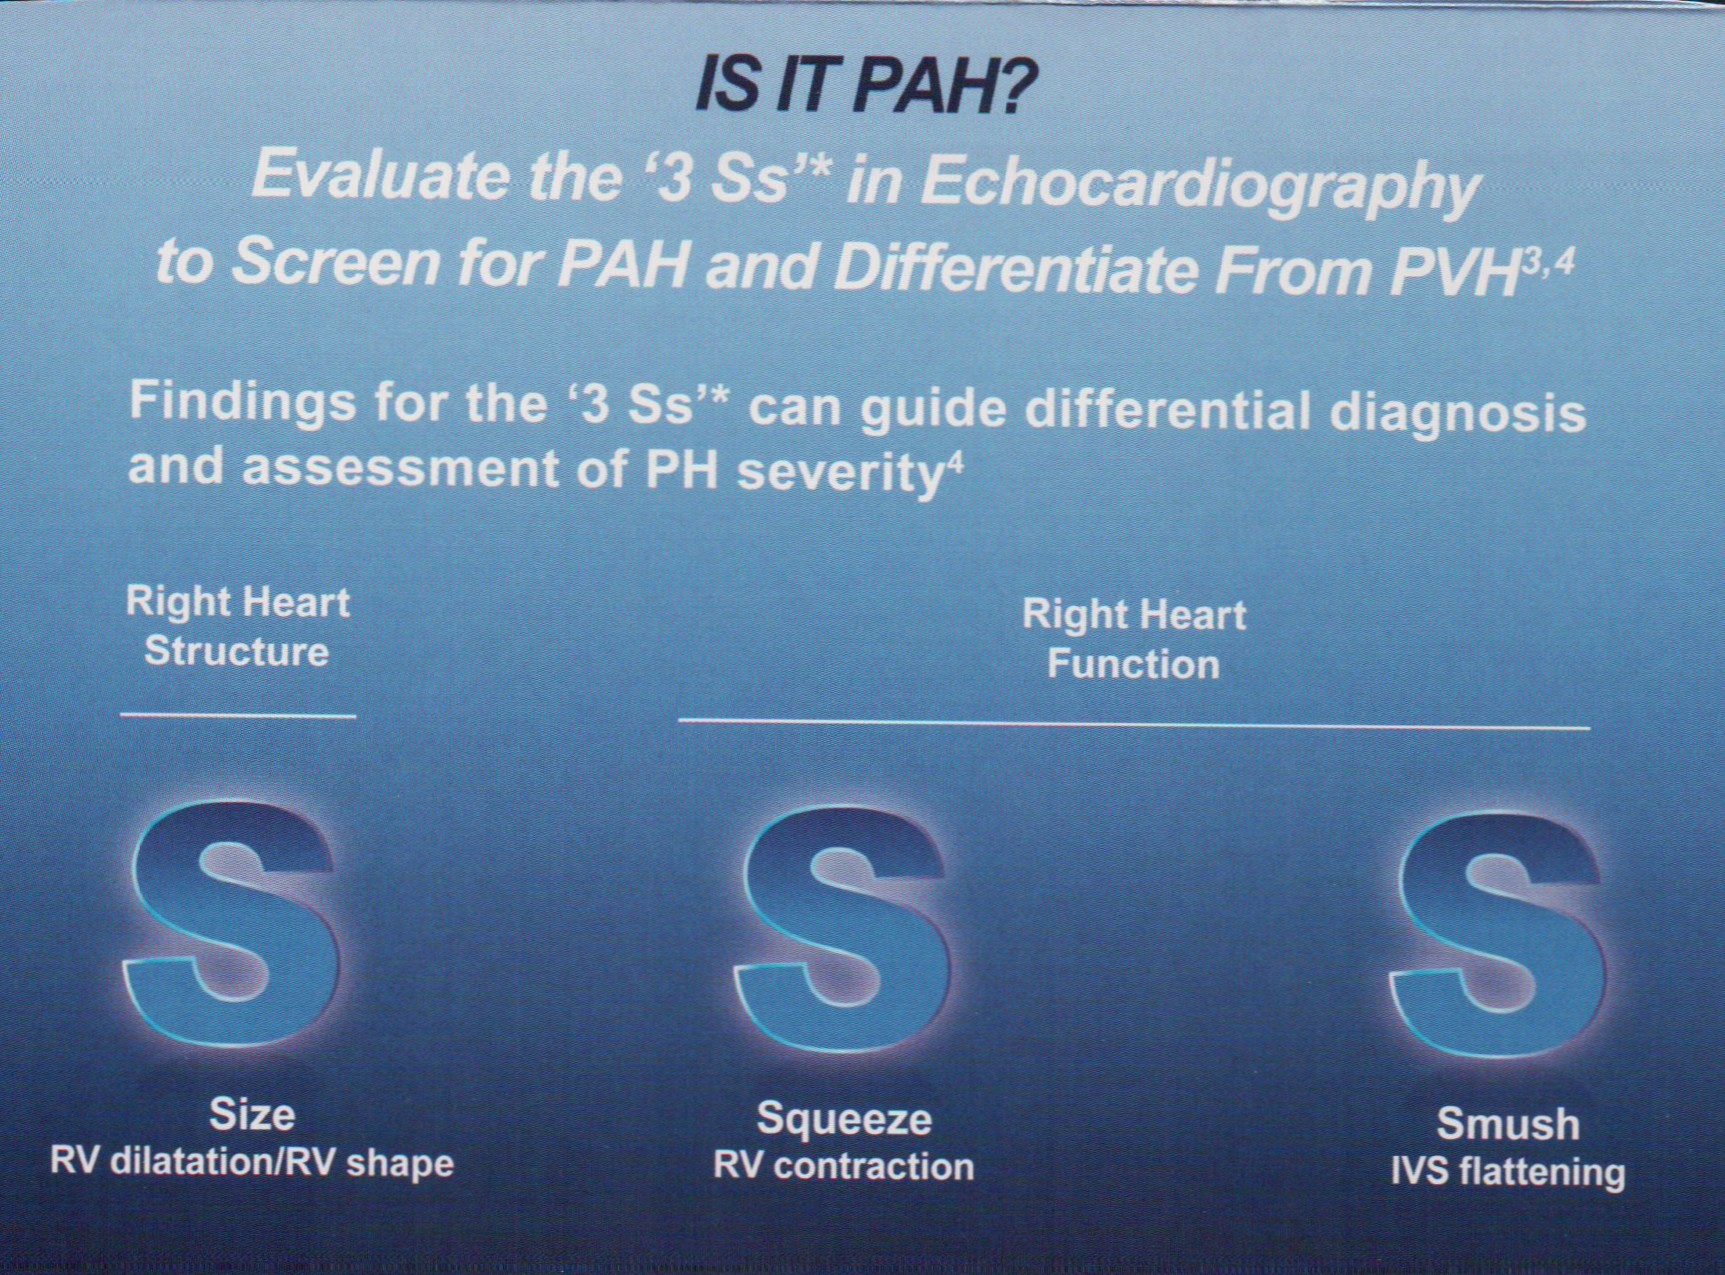 IS IT PAH?
Evaluate the ‘3 Ss’* in Echocardiography
to Screen for PAH and Differentiate From PVH3,4
Findings for the ‘3 Ss’* can guide differential diagnosis
and assessment of PH severity4
Right Heart
Structure
Right Heart
Function
S
S
S
Size
RV dilatation/RV shape
Squeeze
RV contraction
Smush
IVS flattening